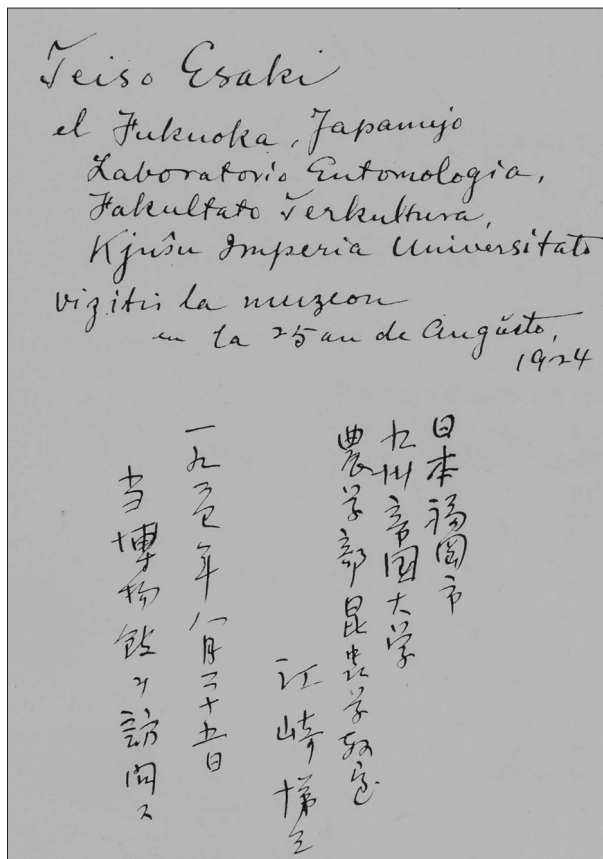 Teiso Esaki
el Fukuoka, Japanujo
Laboratorio Entomologia,
Fakultato Terkultura,
Kjuŝu Imperia Universitato
vizitis la muzeon
en la 25an de Augŭsto,
1924
日本福岡市
九州帝国大学
農学部昆虫学教室
江崎悌三
一九二四年八月二十五日
当博物館ヲ訪問ス